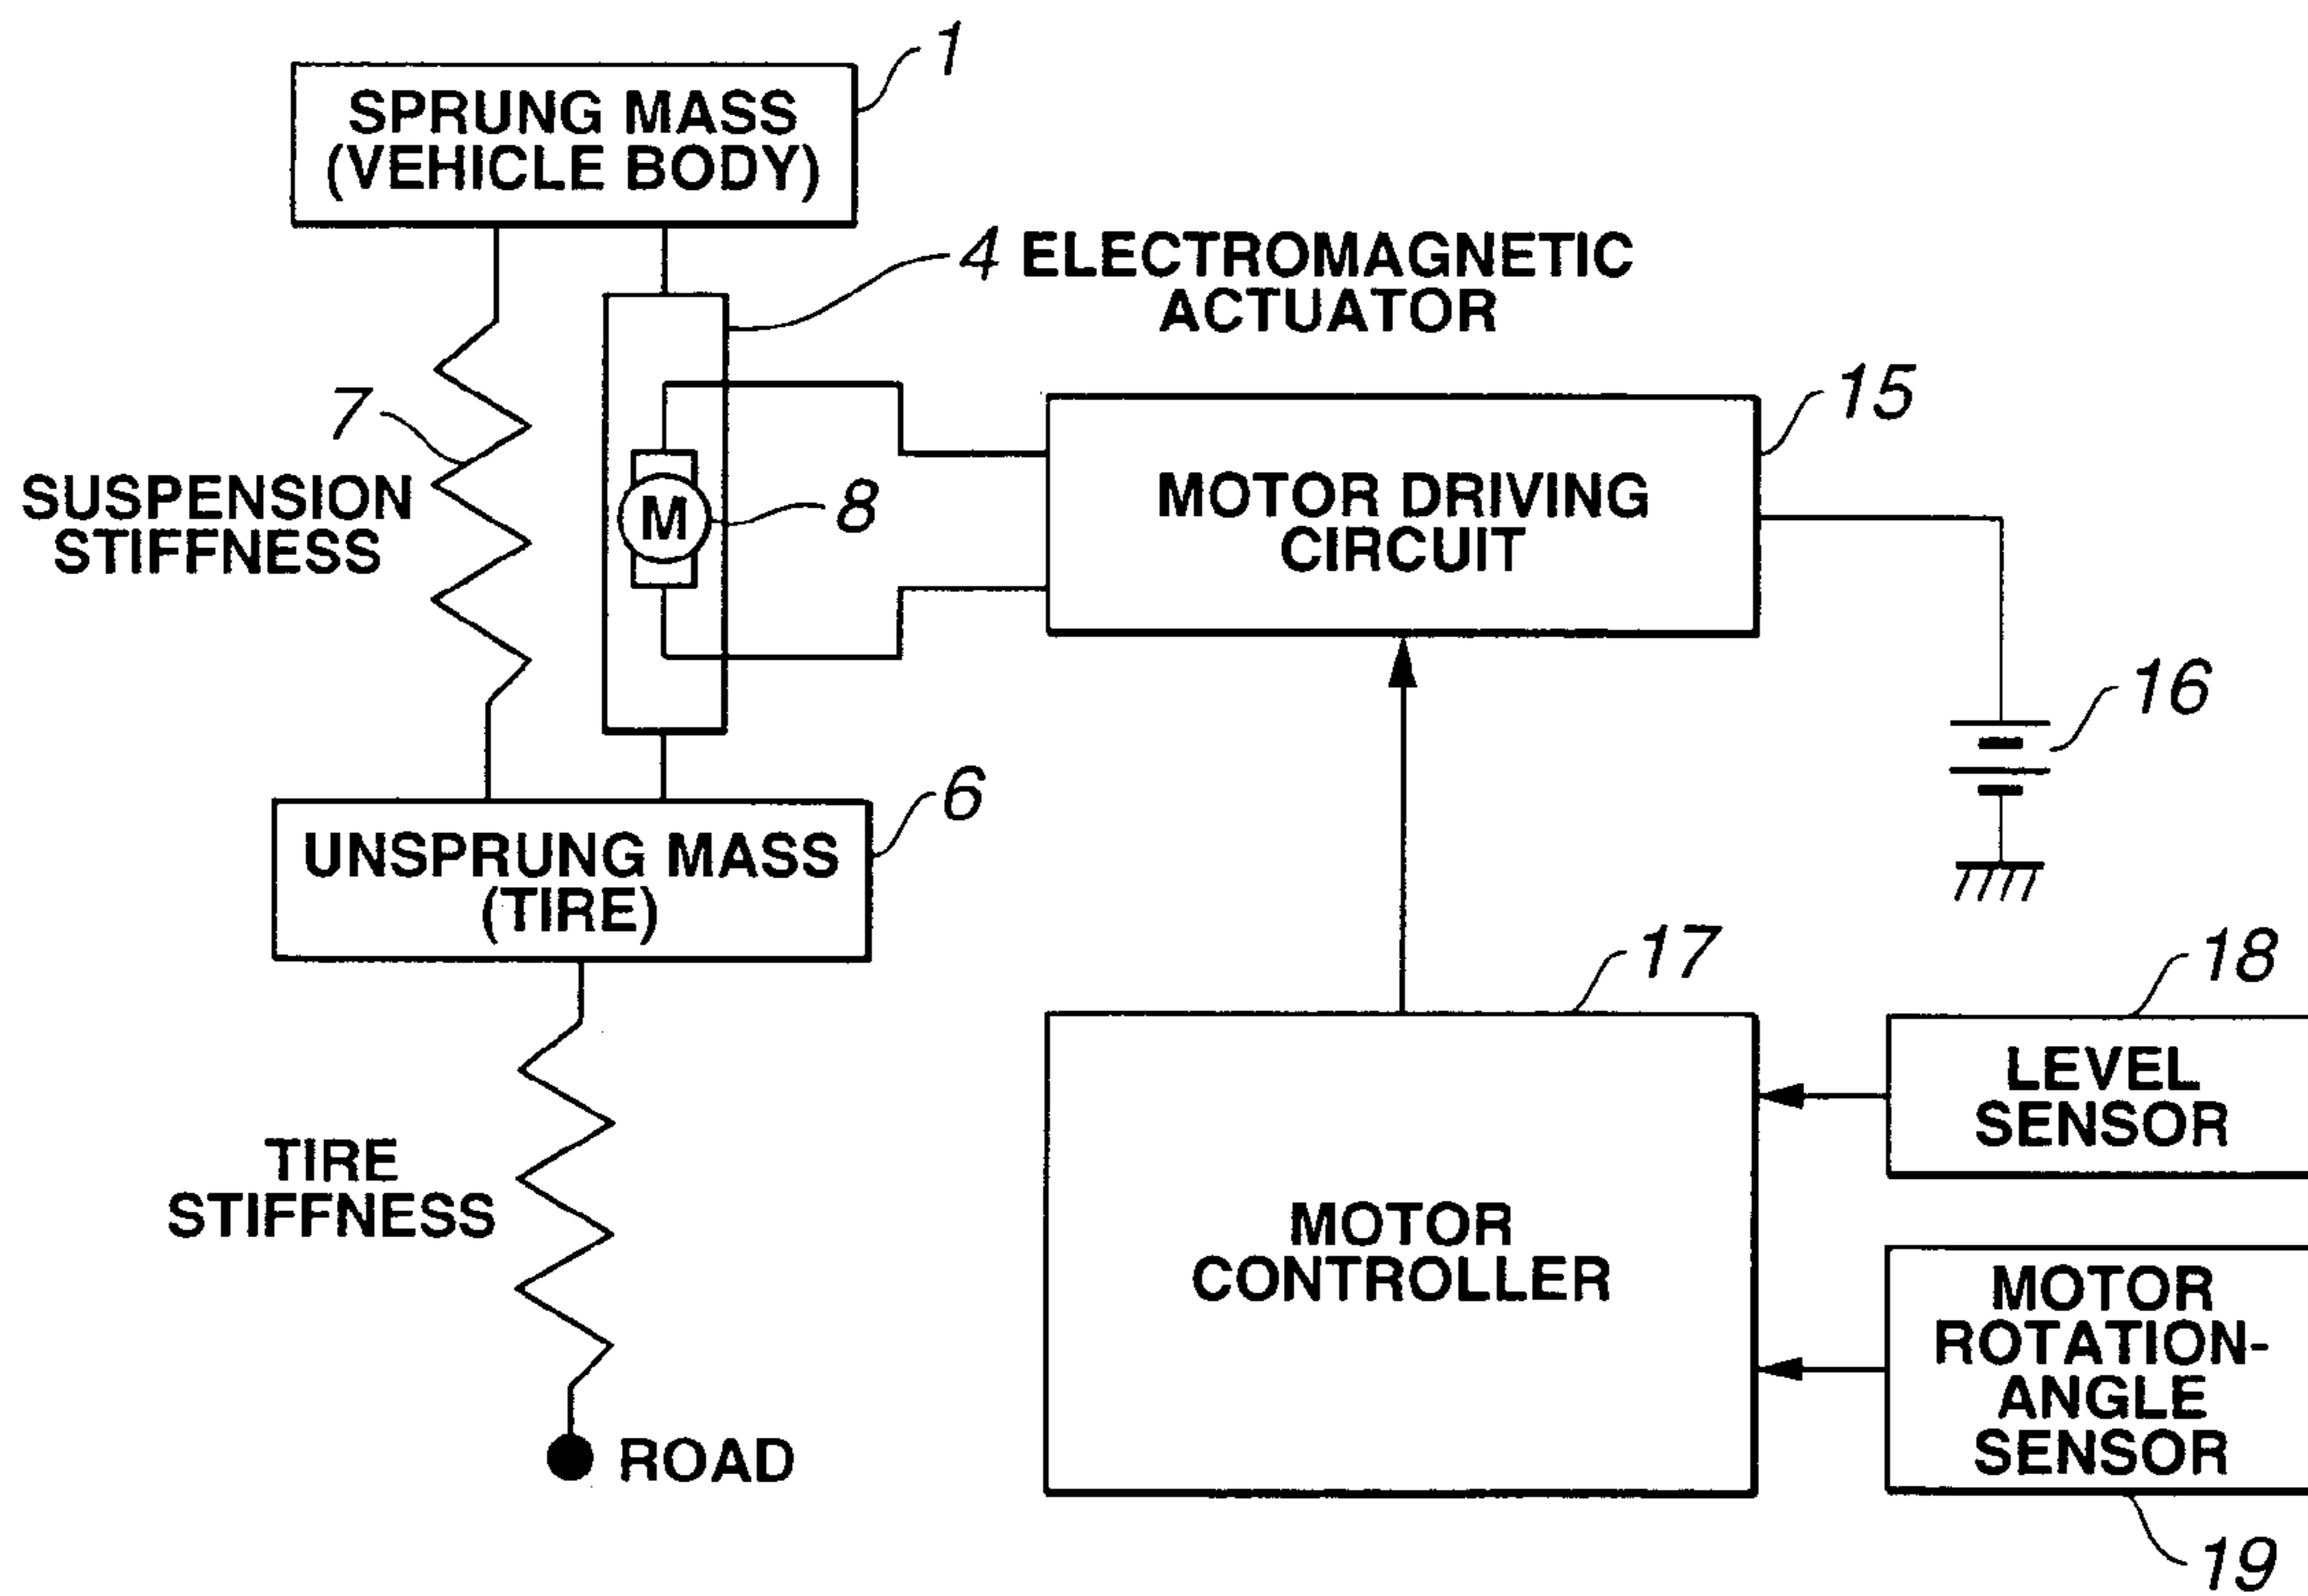 1
SPRUNG MASS
(VEHICLE BODY)
4 ELECTROMAGNETIC
ACTUATOR
7
SUSPENSION
STIFFNESS
M
8
15
MOTOR DRIVING
CIRCUIT
16
6
UNSPRUNG MASS
(TIRE)
17
18
LEVEL
SENSOR
TIRE
STIFFNESS
MOTOR
CONTROLLER
MOTOR
ROTATION-
ANGLE
SENSOR
ROAD
19